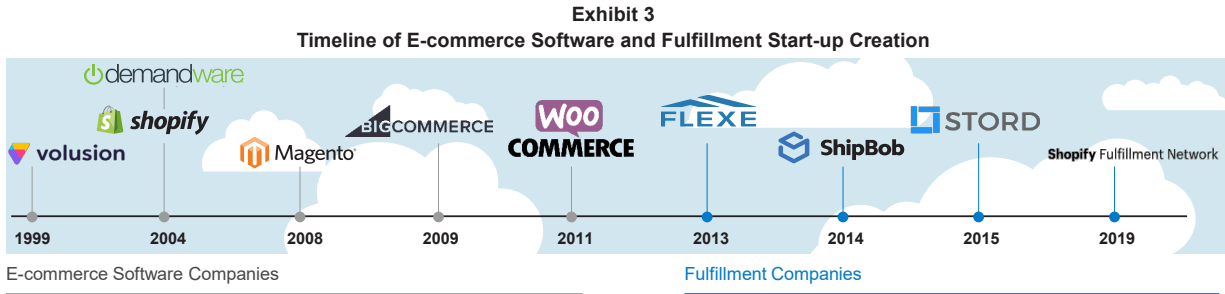 Exhibit 3
Timeline of E-commerce Software and Fulfillment Start-up Creation
demandware
shopify
volusion
Magento
BIGCOMMERCE
WOO
COMMERCE
FLEXE
ShipBob
STORD
Shopify Fulfillment Network
1999 2004 2008 2009 2011 2013 2014 2015 2019
E-commerce Software Companies
Fulfillment Companies